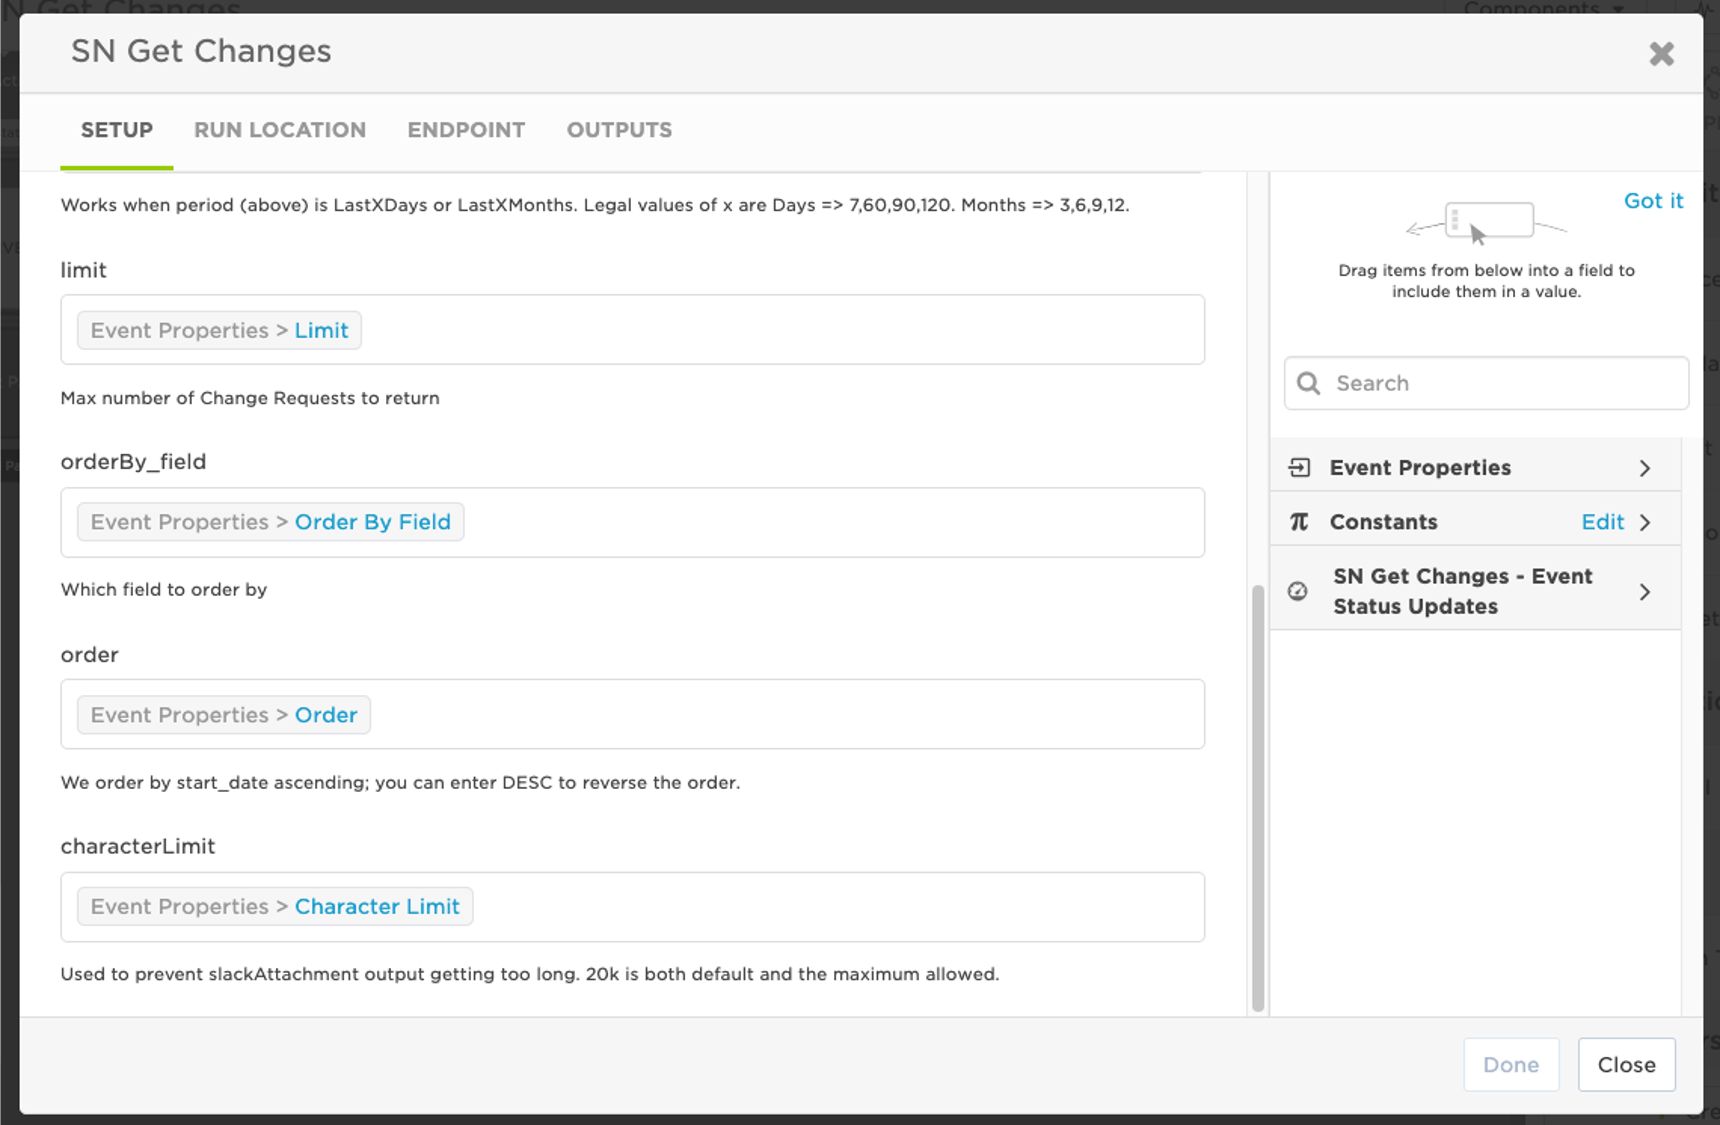 SN Get Changes
Components
SN Get Changes
SETUP RUN LOCATION ENDPOINT OUTPUTS
Works when period (above) is LastXDays or LastXMonths. Legal values of x are Days => 7,60,90,120. Months => 3,6,9,12.
limit
Event Properties > Limit
Max number of Change Requests to return
orderBy_field
Event Properties > Order By Field
Which field to order by
order
Event Properties > Order
We order by start_date ascending; you can enter DESC to reverse the order.
characterLimit
Event Properties > Character Limit
Used to prevent slackAttachment output getting too long. 20k is both default and the maximum allowed.
Got it
Drag items from below into a field to
include them in a value.
Search
Event Properties
Constants Edit
SN Get Changes - Event
Status Updates
Done Close